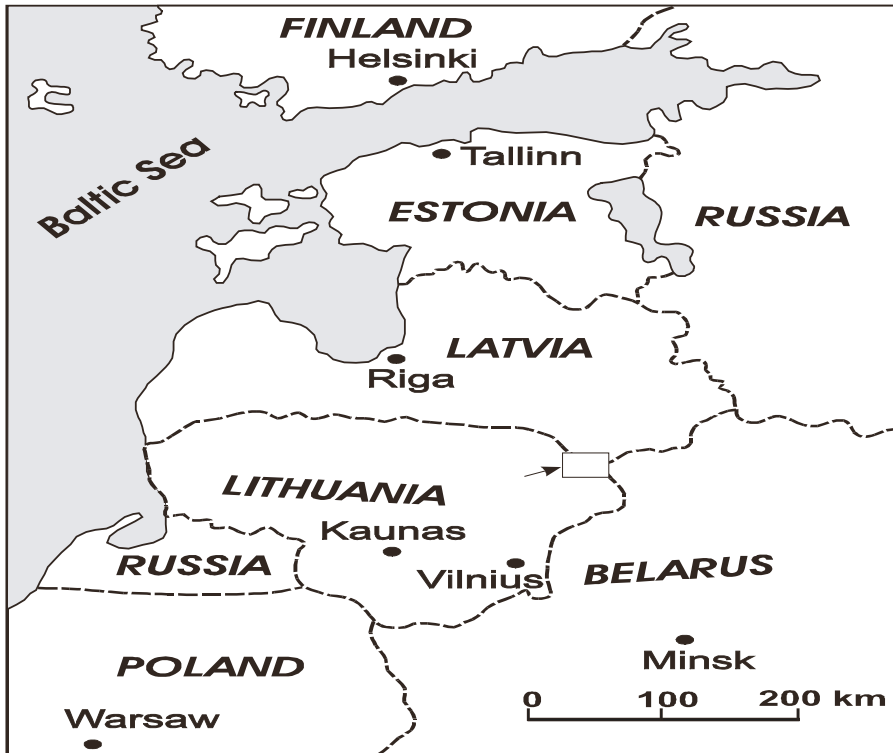 FINLAND
Helsinki
Baltic Sea
Tallinn
ESTONIA
RUSSIA
LATVIA
Riga
LITHUANIA
Kaunas
RUSSIA
Vilnius
BELARUS
POLAND
Minsk
0 100 200 km
Warsaw